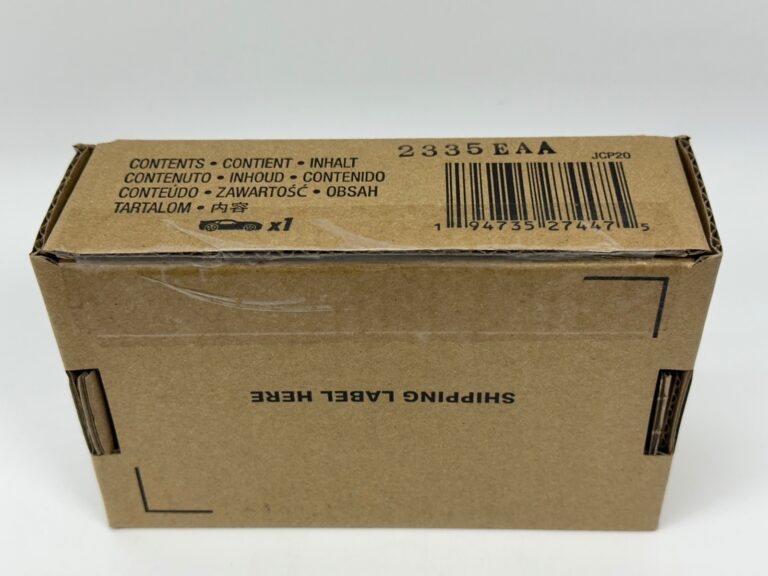 CONTENTS • CONTIENT • INHALT
CONTENUTO • INHOUD • CONTENIDO
CONTEÚDO • ZAWARTOŚĆ • OBSAH
TARTALOM • 内容
x1
2335EAA
JCP20
1 94735 27447 5
SHIPPING LABEL HERE